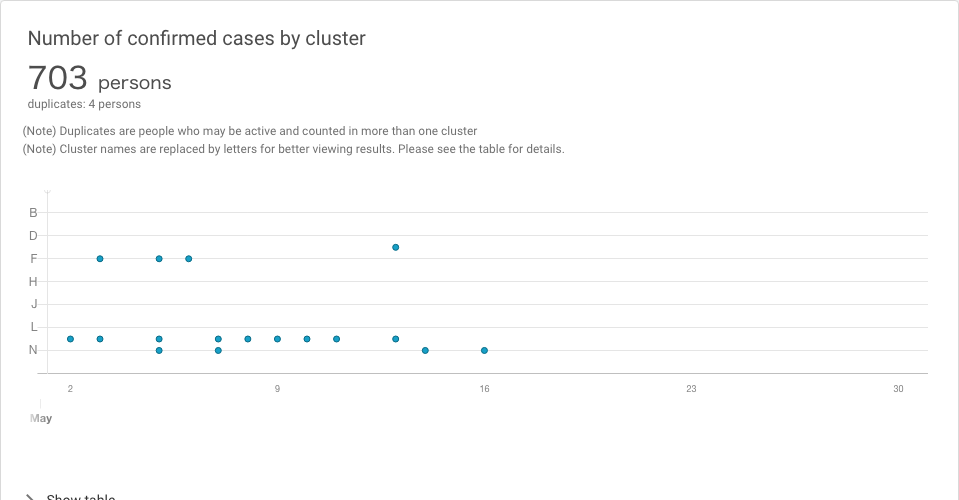 Number of confirmed cases by cluster
703 persons
duplicates: 4 persons
(Note) Duplicates are people who may be active and counted in more than one cluster
(Note) Cluster names are replaced by letters for better viewing results. Please see the table for details.
B
D
F
H
J
L
N
2 9 16 23 30
May
Show table